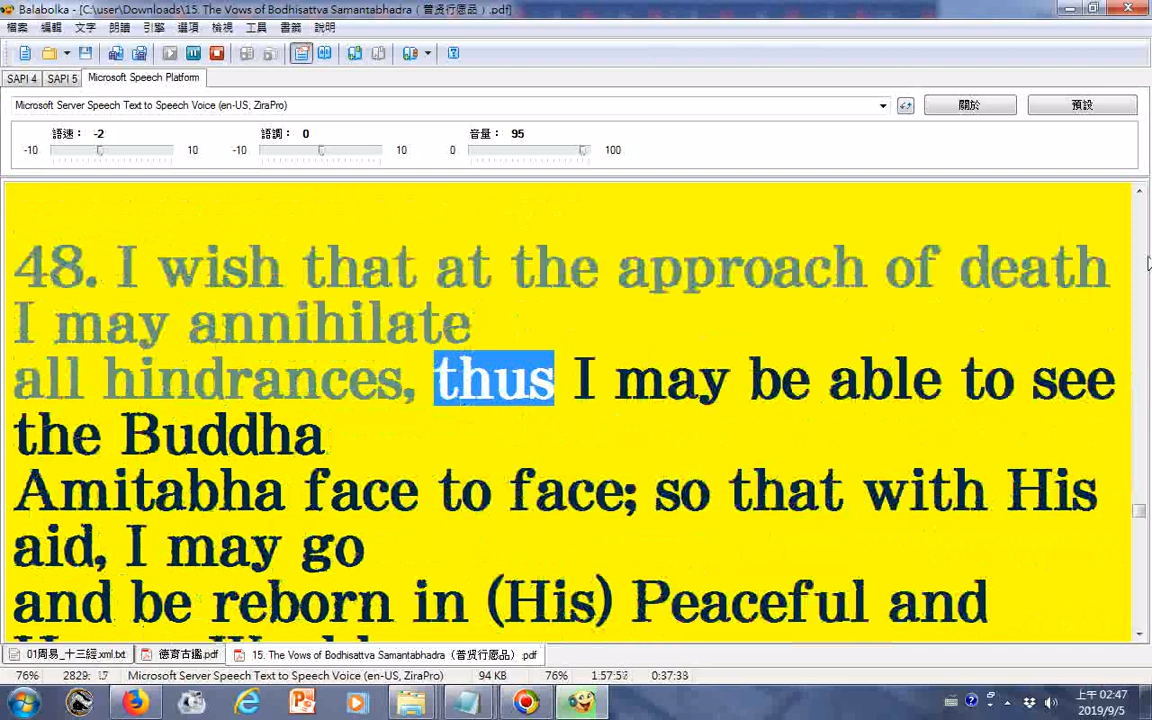 Balabolka - [C:\user\Downloads\15. The Vows of Bodhisattva Samantabhadra（普贤行愿品）.pdf]
檔案 編輯 文字 朗讀 引擎 選項 檢視 工具 書籤 說明
SAPI 4 SAPI 5 Microsoft Speech Platform
Microsoft Server Speech Text to Speech Voice (en-US, ZiraPro) 關於 預設
語速： -2 語調： 0 音量： 95
-10 10 -10 10 0 100
48. I wish that at the approach of death
I may annihilate
all hindrances, thus I may be able to see
the Buddha
Amitabha face to face; so that with His
aid, I may go
and be reborn in (His) Peaceful and
01周易_十三經.xml.txt 德育古鑑.pdf 15. The Vows of Bodhisattva Samantabhadra（普贤行愿品）.pdf
76% Microsoft Server Speech Text to Speech Voice (en-US, ZiraPro) 94 KB 76% 0:37:33
上午 02:47
2019/9/5